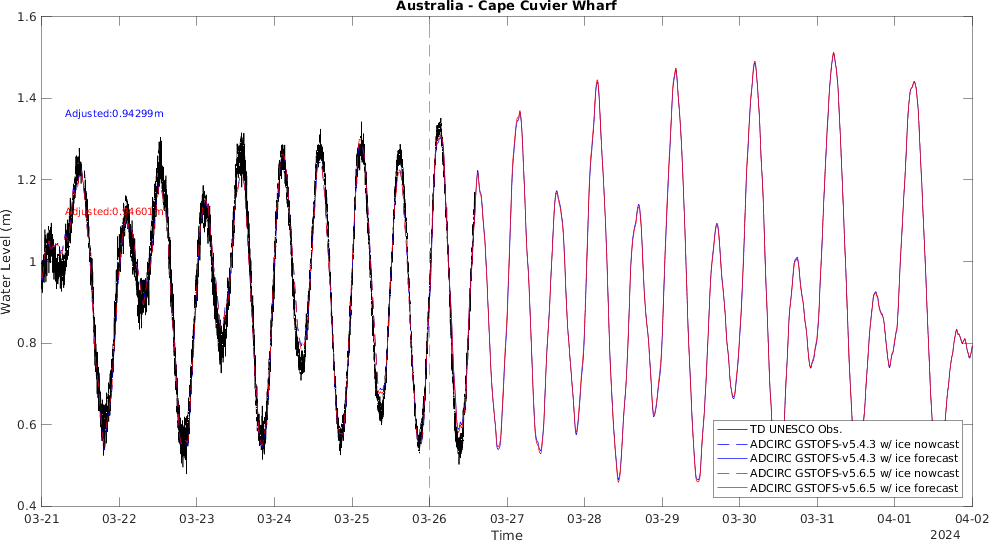 Australia - Cape Cuvier Wharf
1.6
1.4
1.2
1
0.8
0.6
0.4
Water Level (m)
Adjusted:0.94299m
Adjusted:0.94601m
TD UNESCO Obs.
ADCIRC GSTOFS-v5.4.3 w/ ice nowcast
ADCIRC GSTOFS-v5.4.3 w/ ice forecast
ADCIRC GSTOFS-v5.6.5 w/ ice nowcast
ADCIRC GSTOFS-v5.6.5 w/ ice forecast
03-21 03-22 03-23 03-24 03-25 03-26 03-27 03-28 03-29 03-30 03-31 04-01 04-02
Time
2024